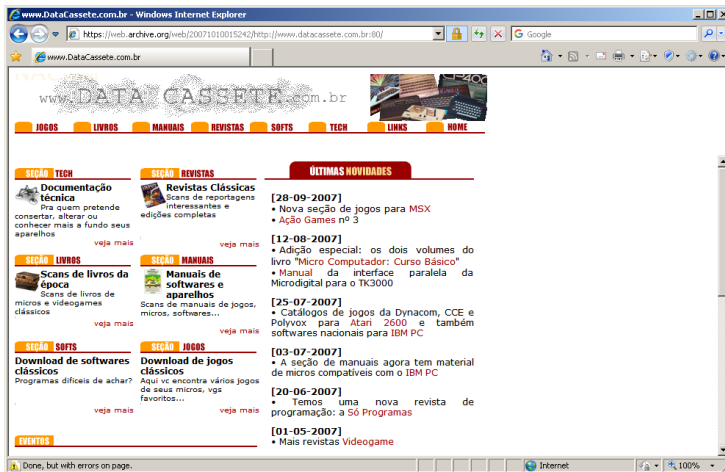 www.DataCassete.com.br - Windows Internet Explorer
https://web.archive.org/web/20071010015242/http://www.datacassete.com.br:80/
Google
www.DataCassete.com.br
www.DATA CASSETE.com.br
JOGOS LIVROS MANUAIS REVISTAS SOFTS TECH LINKS HOME
SEÇÃO TECH
Documentação
técnica
Pra quem pretende
consertar, alterar ou
conhecer mais a fundo seus
aparelhos
veja mais
SEÇÃO REVISTAS
Revistas Clássicas
Scans de reportagens
interessantes e
edições completas
veja mais
SEÇÃO LIVROS
Scans de livros da
época
Scans de livros de
micros e videogames
clássicos
veja mais
SEÇÃO MANUAIS
Manuais de
softwares e
aparelhos
Scans de manuais de jogos,
micros, softwares...
veja mais
SEÇÃO SOFTS
Download de softwares
clássicos
Programas dificeis de achar?
veja mais
SEÇÃO JOGOS
Download de jogos
clássicos
Aqui vc encontra vários jogos
de seus micros, vgs
favoritos...
veja mais
EVENTOS
ÚLTIMAS NOVIDADES
[28-09-2007]
• Nova seção de jogos para MSX
• Ação Games nº 3
[12-08-2007]
• Adição especial: os dois volumes do
livro "Micro Computador: Curso Básico"
• Manual da interface paralela da
Microdigital para o TK3000
[25-07-2007]
• Catálogos de jogos da Dynacom, CCE e
Polyvox para Atari 2600 e também
softwares nacionais para IBM PC
[03-07-2007]
• A seção de manuais agora tem material
de micros compatíveis com o IBM PC
[20-06-2007]
• Temos uma nova revista de
programação: a Só Programas
[01-05-2007]
• Mais revistas Videogame
Done, but with errors on page.
Internet
100%